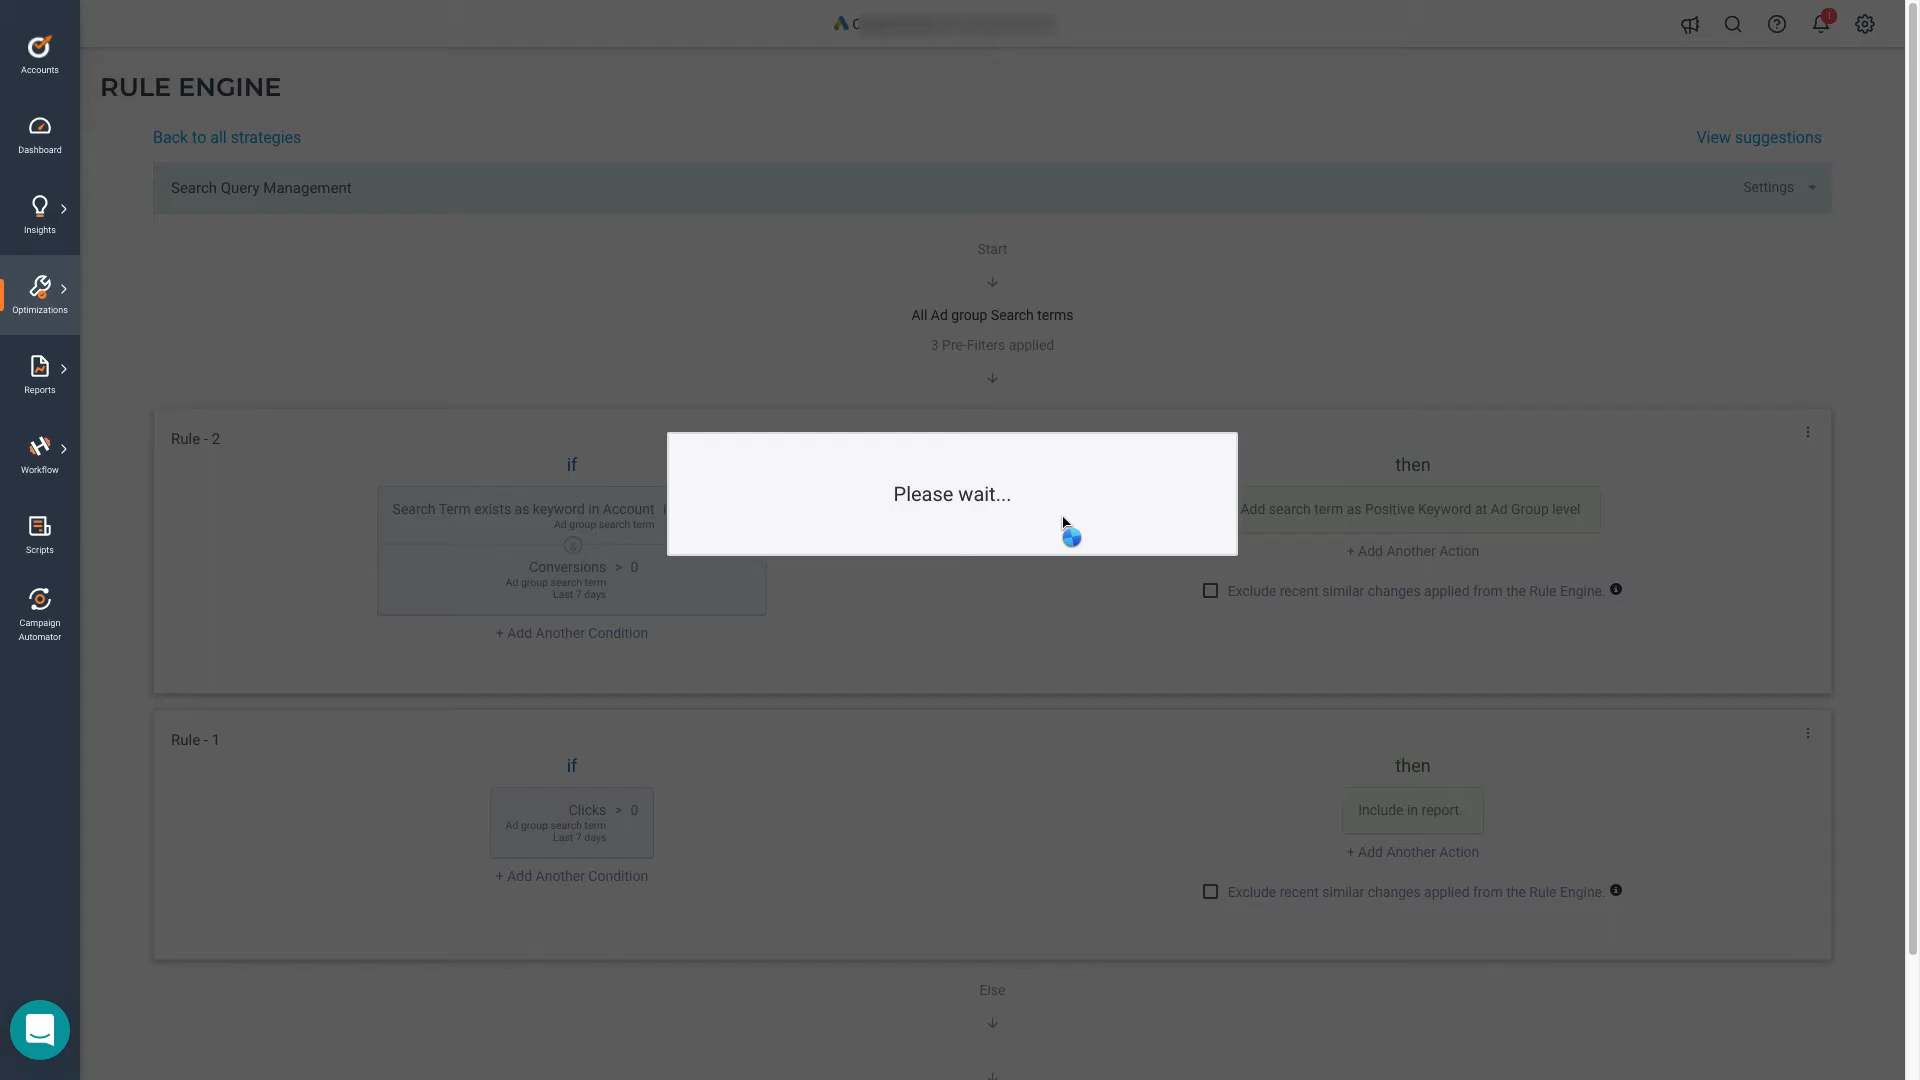 Accounts
Dashboard
Insights
Optimizations
Reports
Workflow
Scripts
Campaign
Automator
!
RULE ENGINE
Back to all strategies
View suggestions
Search Query Management
Settings
Start
All Ad group Search terms
3 Pre-Filters applied
Rule - 2
if
then
Search Term exists as keyword in Account
Ad group search term
&
Conversions > 0
Ad group search term
Last 7 days
+ Add Another Condition
Please wait...
Add search term as Positive Keyword at Ad Group level
+ Add Another Action
Exclude recent similar changes applied from the Rule Engine.
Rule - 1
if
then
Clicks > 0
Ad group search term
Last 7 days
+ Add Another Condition
Include in report.
+ Add Another Action
Exclude recent similar changes applied from the Rule Engine.
Else